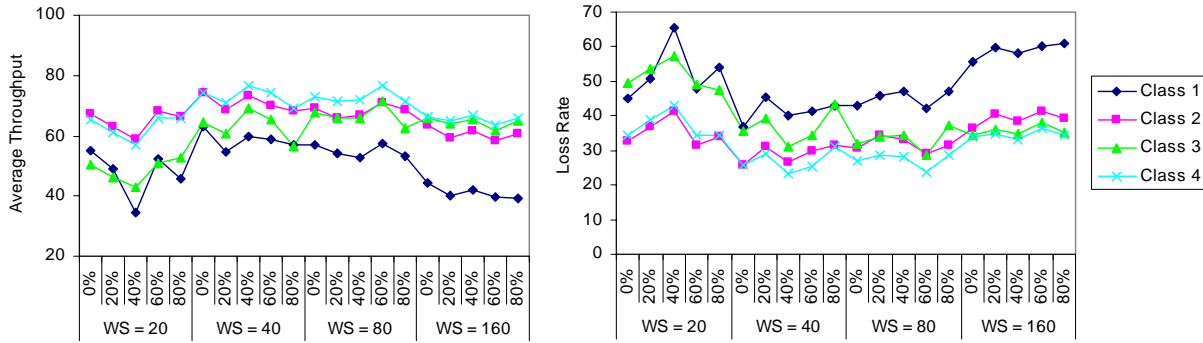 Average Throughput
100
80
60
40
20
0% 20% 40% 60% 80% 0% 20% 40% 60% 80% 0% 20% 40% 60% 80% 0% 20% 40% 60% 80%
WS = 20 WS = 40 WS = 80 WS = 160
Loss Rate
70
60
50
40
30
20
10
0
0% 20% 40% 60% 80% 0% 20% 40% 60% 80% 0% 20% 40% 60% 80% 0% 20% 40% 60% 80%
WS = 20 WS = 40 WS = 80 WS = 160
Class 1
Class 2
Class 3
Class 4